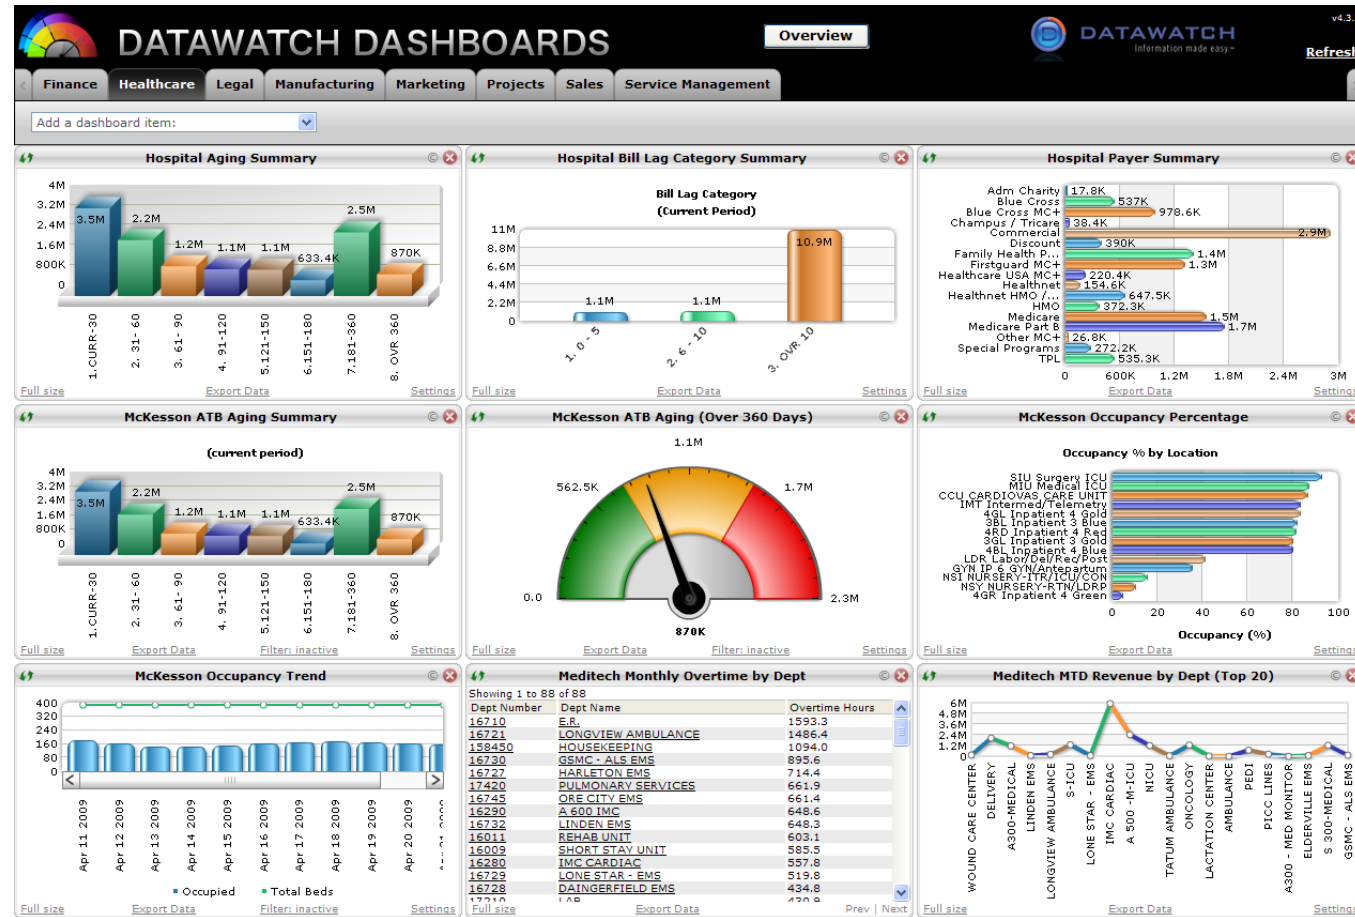 DATAWATCH DASHBOARDS
Overview
DATAWATCH
Information made easy.™
v4.3.
Refresh
Finance Healthcare Legal Manufacturing Marketing Projects Sales Service Management
Add a dashboard item:
Hospital Aging Summary
4M
3.2M
2.4M
1.6M
800K
0
3.5M 2.2M 1.2M 1.1M 1.1M 633.4K 2.5M 870K
1.CURR-30
2. 31- 60
3. 61- 90
4. 91-120
5.121-150
6.151-180
7.181-360
8. OVR 360
Full size Export Data Settings
Hospital Bill Lag Category Summary
Bill Lag Category
(Current Period)
11M
8.8M
6.6M
4.4M
2.2M
0
1.1M 1.1M 10.9M
1. 0 - 5
2. 6 - 10
3. OVR 10
Full size Export Data Settings
Hospital Payer Summary
Adm Charity 17.8K
Blue Cross 537K
Blue Cross MC+ 978.6K
Champus / Tricare 38.4K
Commercial 2.9M
Discount 390K
Family Health P... 1.4M
Firstguard MC+ 1.3M
Healthcare USA MC+ 220.4K
Healthnet 154.6K
Healthnet HMO /... 647.5K
HMO 372.3K
Medicare 1.5M
Medicare Part B 1.7M
Other MC+ 26.8K
Special Programs 272.2K
TPL 535.3K
0 600K 1.2M 1.8M 2.4M 3M
Full size Export Data Settings
McKesson ATB Aging Summary
(current period)
4M
3.2M
2.4M
1.6M
800K
0
3.5M 2.2M 1.2M 1.1M 1.1M 633.4K 2.5M 870K
1.CURR-30
2. 31- 60
3. 61- 90
4. 91-120
5.121-150
6.151-180
7.181-360
8. OVR 360
Full size Export Data Filter: inactive Settings
McKesson ATB Aging (Over 360 Days)
1.1M
562.5K 1.7M
0.0 2.3M
870K
Full size Export Data Filter: inactive Settings
McKesson Occupancy Percentage
Occupancy % by Location
SIU Surgery ICU
MIU Medical ICU
CCU CARDIOVAS CARE UNIT
IMT Intermed/Telemetry
4GL Inpatient 4 Gold
3BL Inpatient 3 Blue
4RD Inpatient 4 Red
3GL Inpatient 3 Gold
4BL Inpatient 4 Blue
LDR Labor/Del/Rec/Post
GYN IP 6 GYN/Antepartum
NSI NURSERY-ITR/ICU/CON
NSY NURSERY-RTN/LDRP
4GR Inpatient 4 Green
0 20 40 60 80 100
Occupancy (%)
Full size Export Data Settings
McKesson Occupancy Trend
400
320
240
160
80
0
Apr 11 2009
Apr 12 2009
Apr 13 2009
Apr 14 2009
Apr 15 2009
Apr 16 2009
Apr 17 2009
Apr 18 2009
Apr 19 2009
Apr 20 2009
Occupied Total Beds
Full size Export Data Filter: inactive Settings
Meditech Monthly Overtime by Dept
Showing 1 to 88 of 88
Dept Number Dept Name Overtime Hours
16710 E.R. 1593.3
16721 LONGVIEW AMBULANCE 1486.4
158450 HOUSEKEEPING 1094.0
16730 GSMC - ALS EMS 895.6
16727 HARLETON EMS 714.4
17420 PULMONARY SERVICES 661.9
16745 ORE CITY EMS 661.4
16290 A 600 IMC 648.6
16732 LINDEN EMS 648.3
16011 REHAB UNIT 603.1
16009 SHORT STAY UNIT 585.5
16280 IMC CARDIAC 557.8
16729 LONE STAR - EMS 519.8
16728 DAINGERFIELD EMS 434.8
17210 LAB 430.9
Full size Export Data Prev | Next
Meditech MTD Revenue by Dept (Top 20)
6M
4.8M
3.6M
2.4M
1.2M
0
WOUND CARE CENTER
DELIVERY
A300-MEDICAL
LINDEN EMS
LONGVIEW AMBULANCE
S-ICU
LONE STAR - EMS
IMC CARDIAC
A 500 -M-ICU
NICU
TATUM AMBULANCE
ONCOLOGY
LACTATION CENTER
AMBULANCE
PEDI
PICC LINES
A300 - MED MONITOR
ELDERVILLE EMS
S 300-MEDICAL
GSMC - ALS EMS
Full size Export Data Settings